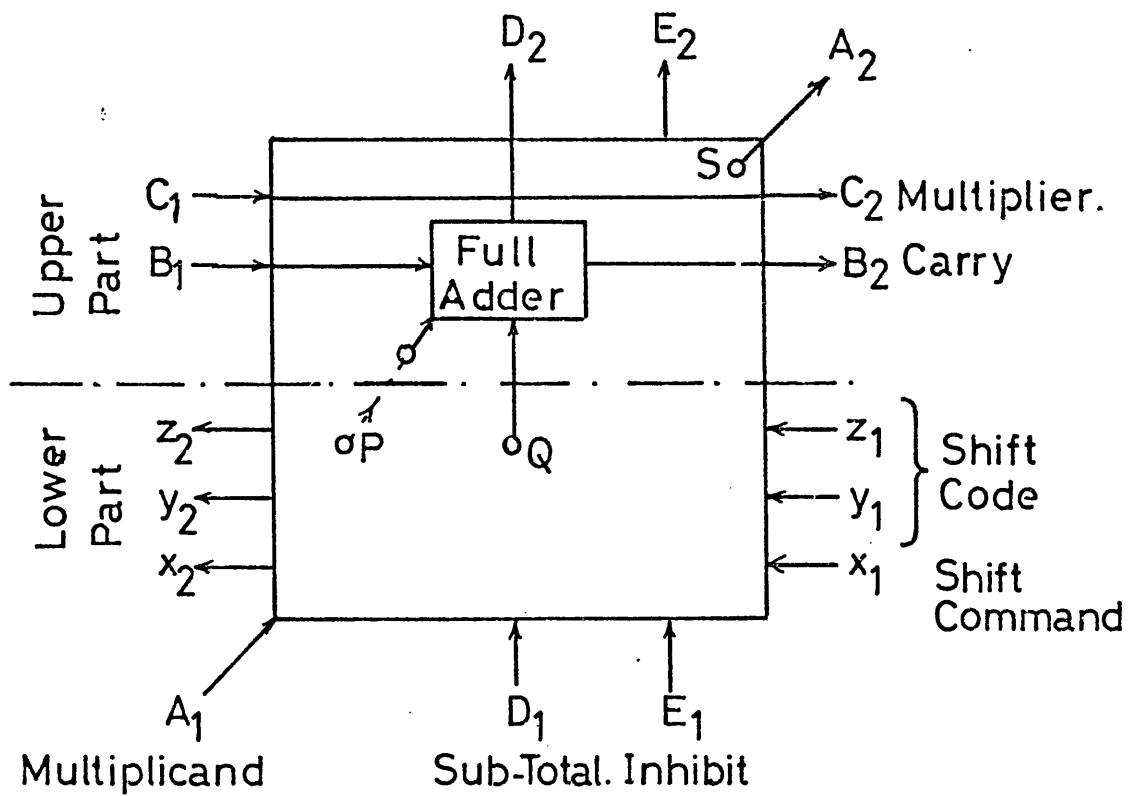 D2
E2
A2
S
C1
C2 Multiplier.
B1
Full
Adder
B2 Carry
Upper
Part
P
Q
Lower
Part
z2
z1
y2
y1
x2
x1
Shift
Code
Shift
Command
A1
D1
E1
Multiplicand
Sub-Total. Inhibit